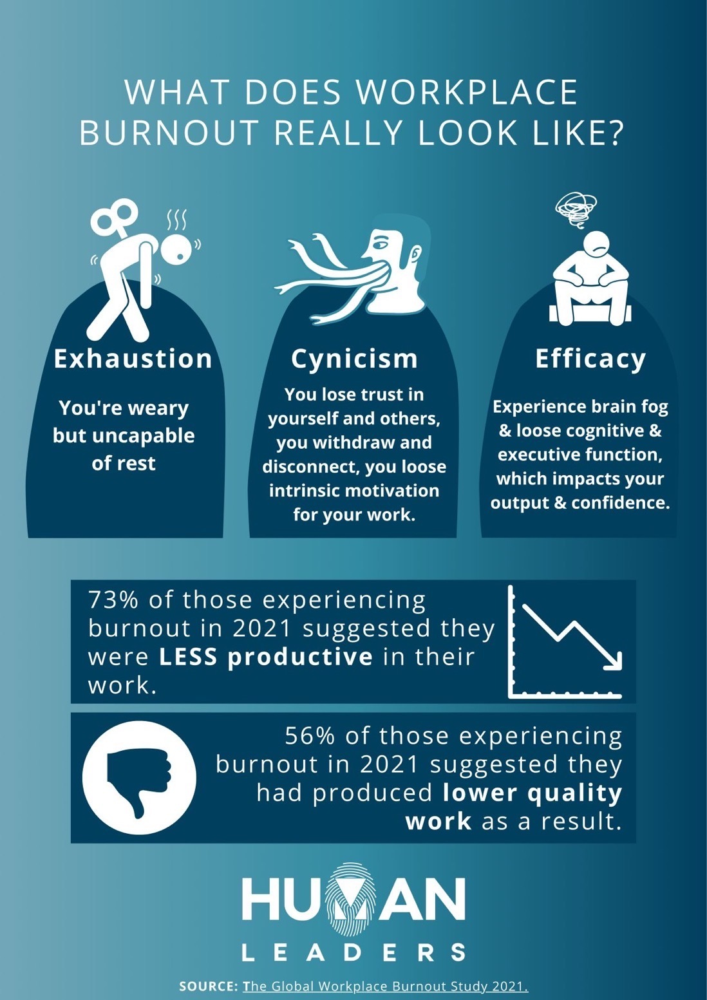 WHAT DOES WORKPLACE
BURNOUT REALLY LOOK LIKE?
Exhaustion
You're weary
but uncapable
of rest
Cynicism
You lose trust in
yourself and others,
you withdraw and
disconnect, you loose
intrinsic motivation
for your work.
Efficacy
Experience brain fog
& loose cognitive &
executive function,
which impacts your
output & confidence.
73% of those experiencing
burnout in 2021 suggested they
were LESS productive in their
work.
56% of those experiencing
burnout in 2021 suggested they
had produced lower quality
work as a result.
HUMAN
LEADERS
SOURCE: The Global Workplace Burnout Study 2021.